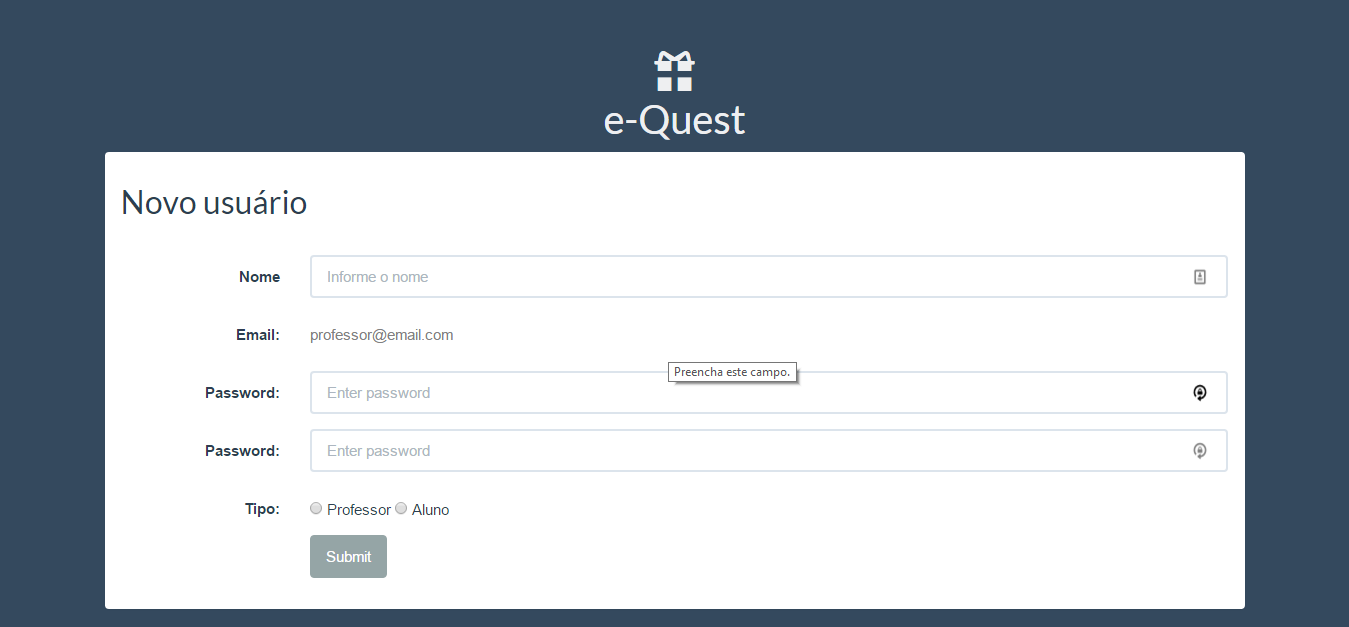 e-Quest
Novo usuário
Nome
Informe o nome
Email:
professor@email.com
Preencha este campo.
Password:
Enter password
Password:
Enter password
Tipo:
Professor Aluno
Submit